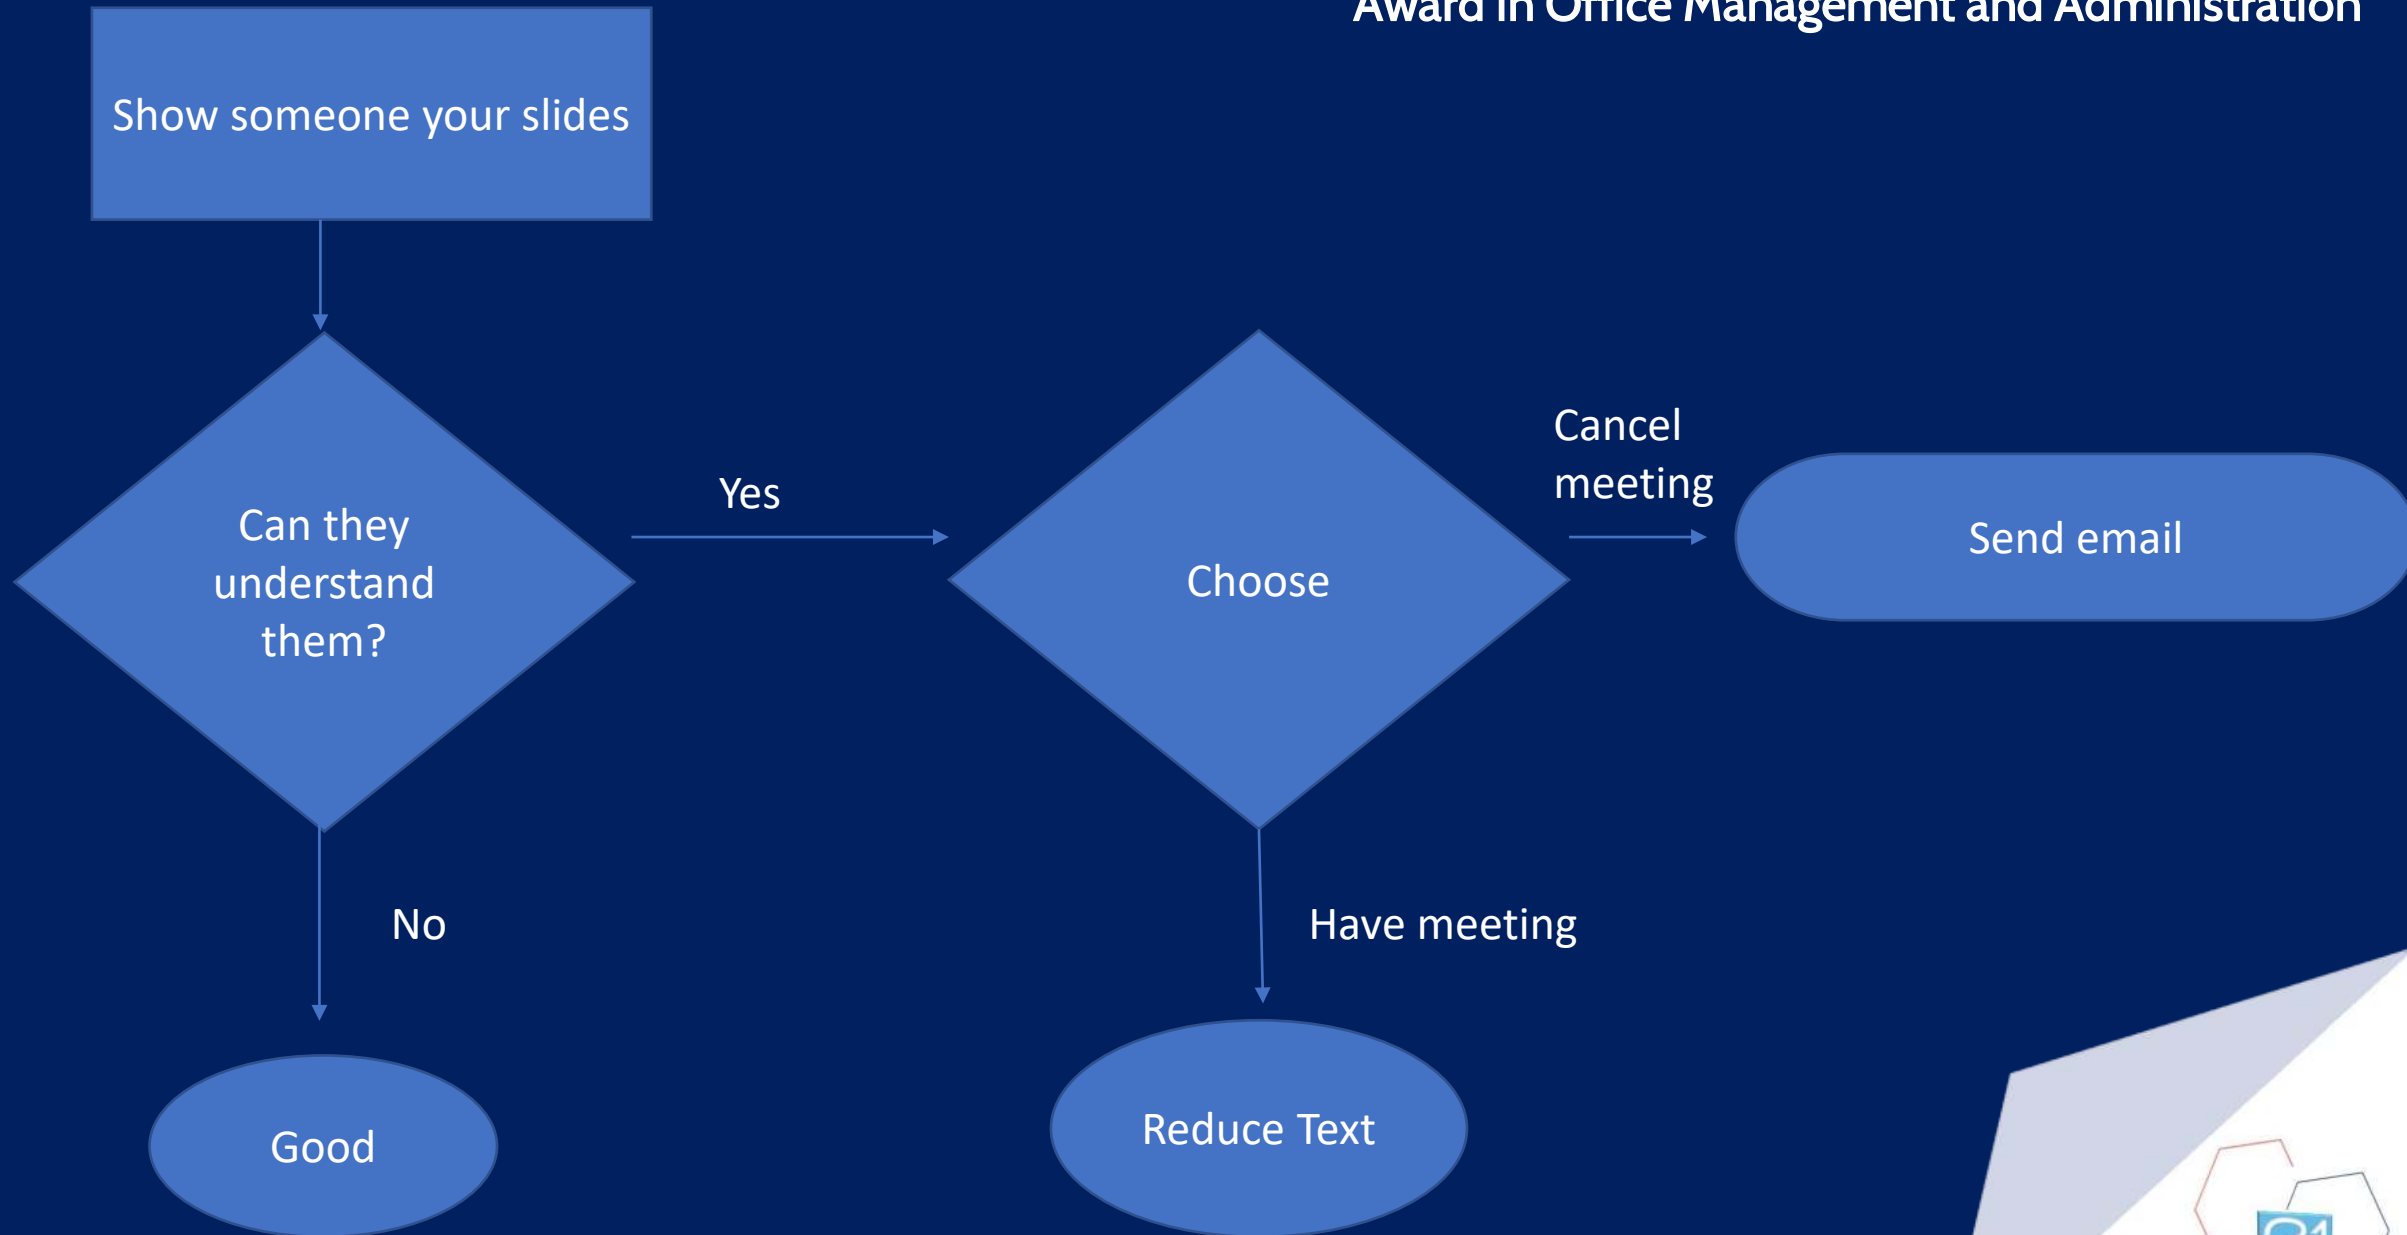 Award in Office Management and Administration
Show someone your slides
Can they
understand
them?
Yes
Choose
Cancel
meeting
Send email
No
Have meeting
Good
Reduce Text